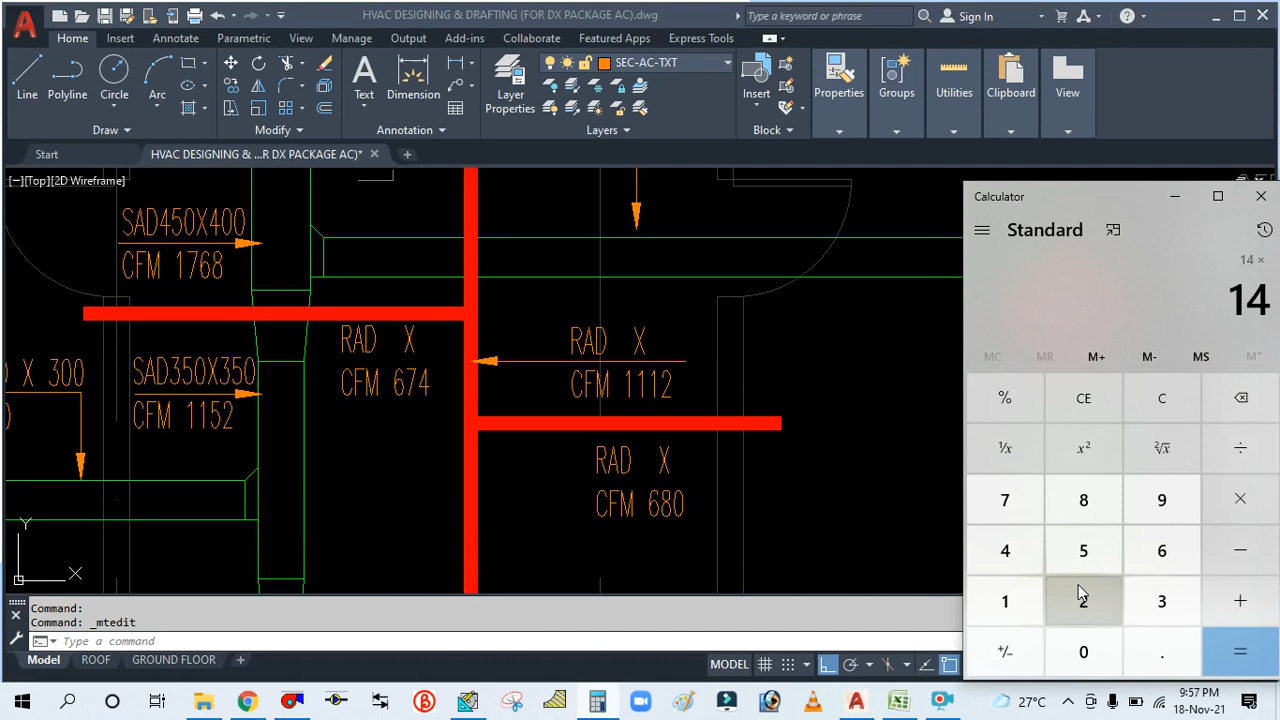 HVAC DESIGNING & DRAFTING (FOR DX PACKAGE AC).dwg
Type a keyword or phrase
Sign In
Home Insert Annotate Parametric View Manage Output Add-ins Collaborate Featured Apps Express Tools
Line Polyline Circle Arc
Text Dimension
Layer Properties
SEC-AC-TXT
Insert Properties Groups Utilities Clipboard View
Draw Modify Annotation Layers Block
Start
HVAC DESIGNING & ...R DX PACKAGE AC)*
[−][Top][2D Wireframe]
SAD450X400
CFM 1768
RAD X
CFM 674
RAD X
CFM 1112
X 300
SAD350X350
CFM 1152
RAD X
CFM 680
Y
X
Calculator
Standard
14 ×
14
MC MR M+ M- MS M˅
% CE C
¹/x x² ²√x ÷
7 8 9 ×
4 5 6 −
1 2 3 +
+/− 0 . =
Command:
Command: _mtedit
Type a command
Model ROOF GROUND FLOOR
MODEL
27°C
9:57 PM
18-Nov-21